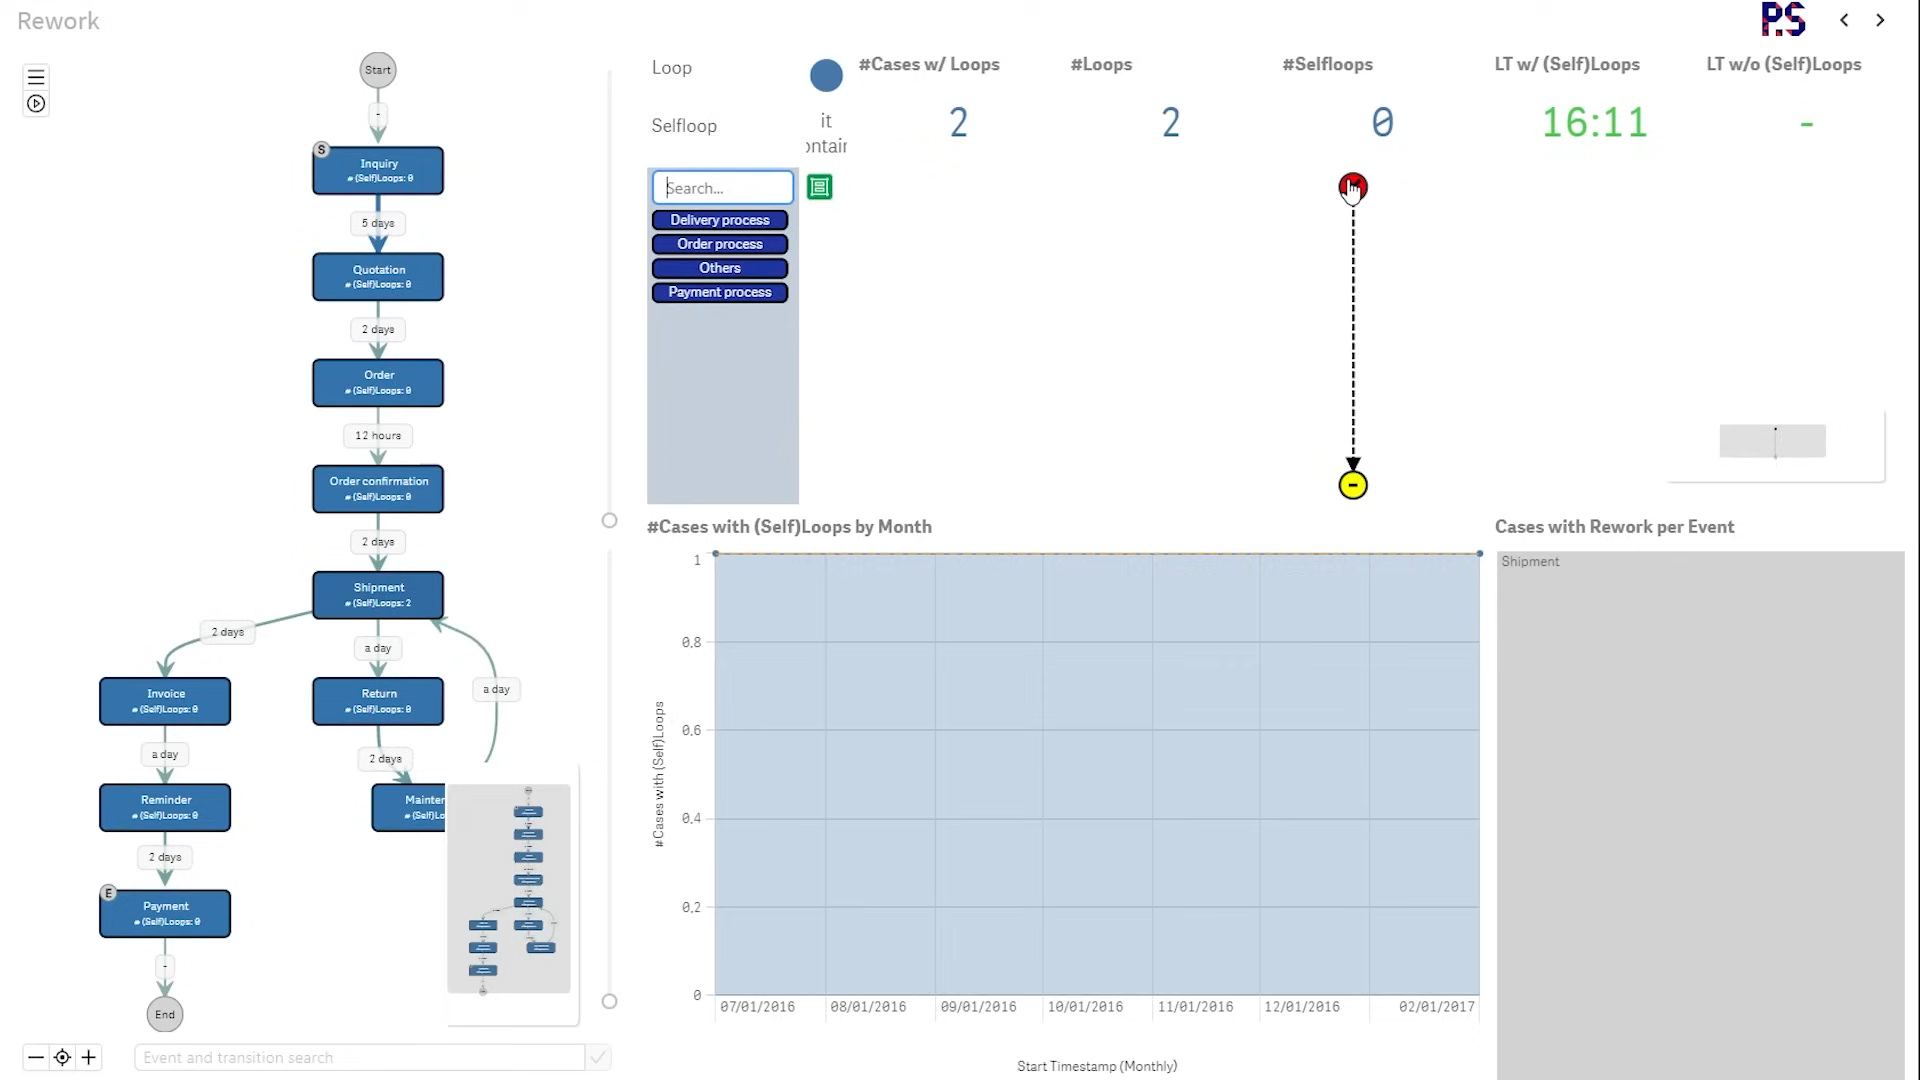 Rework
P.S
Start
-
S
Inquiry
# (Self)Loops: 0
5 days
Quotation
# (Self)Loops: 0
2 days
Order
# (Self)Loops: 0
12 hours
Order confirmation
# (Self)Loops: 0
2 days
Shipment
# (Self)Loops: 2
2 days
a day
a day
Invoice
# (Self)Loops: 0
Return
# (Self)Loops: 0
a day
2 days
Reminder
# (Self)Loops: 0
Mainter
# (Self)Lo
2 days
E
Payment
# (Self)Loops: 0
-
End
Event and transition search
Loop
Selfloop
it
ontain
#Cases w/ Loops
2
#Loops
2
#Selfloops
0
LT w/ (Self)Loops
16:11
LT w/o (Self)Loops
-
Search...
Delivery process
Order process
Others
Payment process
-
#Cases with (Self)Loops by Month
#Cases with (Self)Loops
1
0,8
0,6
0,4
0,2
0
07/01/2016 08/01/2016 09/01/2016 10/01/2016 11/01/2016 12/01/2016 02/01/2017
Start Timestamp (Monthly)
Cases with Rework per Event
Shipment